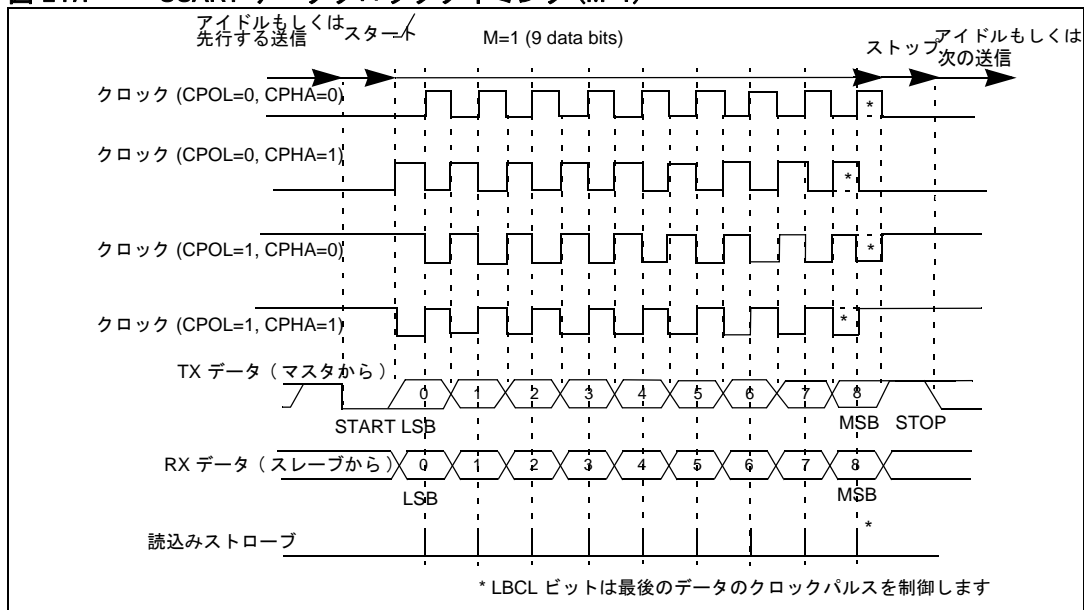 アイドルもしくは
先行する送信
スタート
M=1 (9 data bits)
ストップ
アイドルもしくは
次の送信
クロック (CPOL=0, CPHA=0)
*
クロック (CPOL=0, CPHA=1)
*
クロック (CPOL=1, CPHA=0)
*
クロック (CPOL=1, CPHA=1)
*
TX データ ( マスタから )
0 1 2 3 4 5 6 7 8
START LSB
MSB STOP
RX データ ( スレーブから )
0 1 2 3 4 5 6 7 8
LSB
MSB
読込みストローブ
*
* LBCL ビットは最後のデータのクロックパルスを制御します